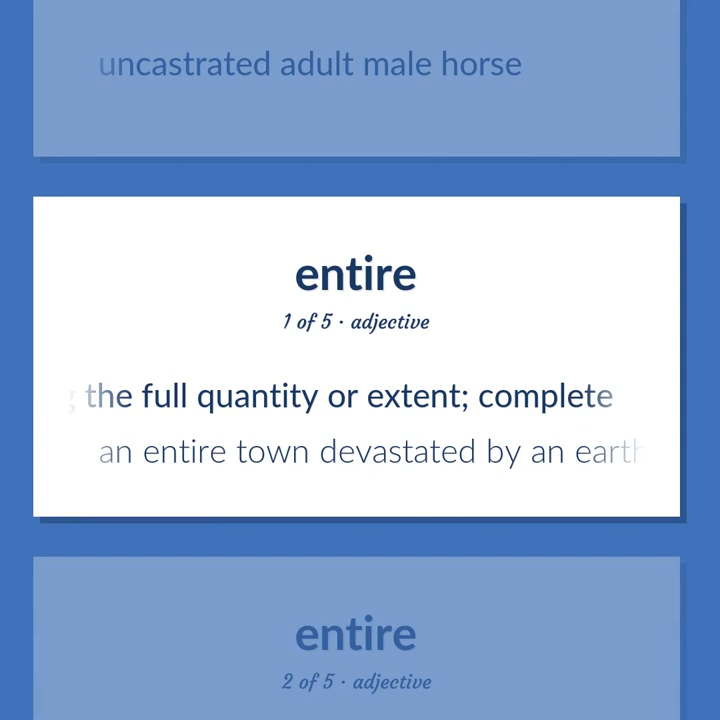 uncastrated adult male horse
entire
1 of 5 · adjective
the full quantity or extent; complete
an entire town devastated by an
entire
2 of 5 · adjective